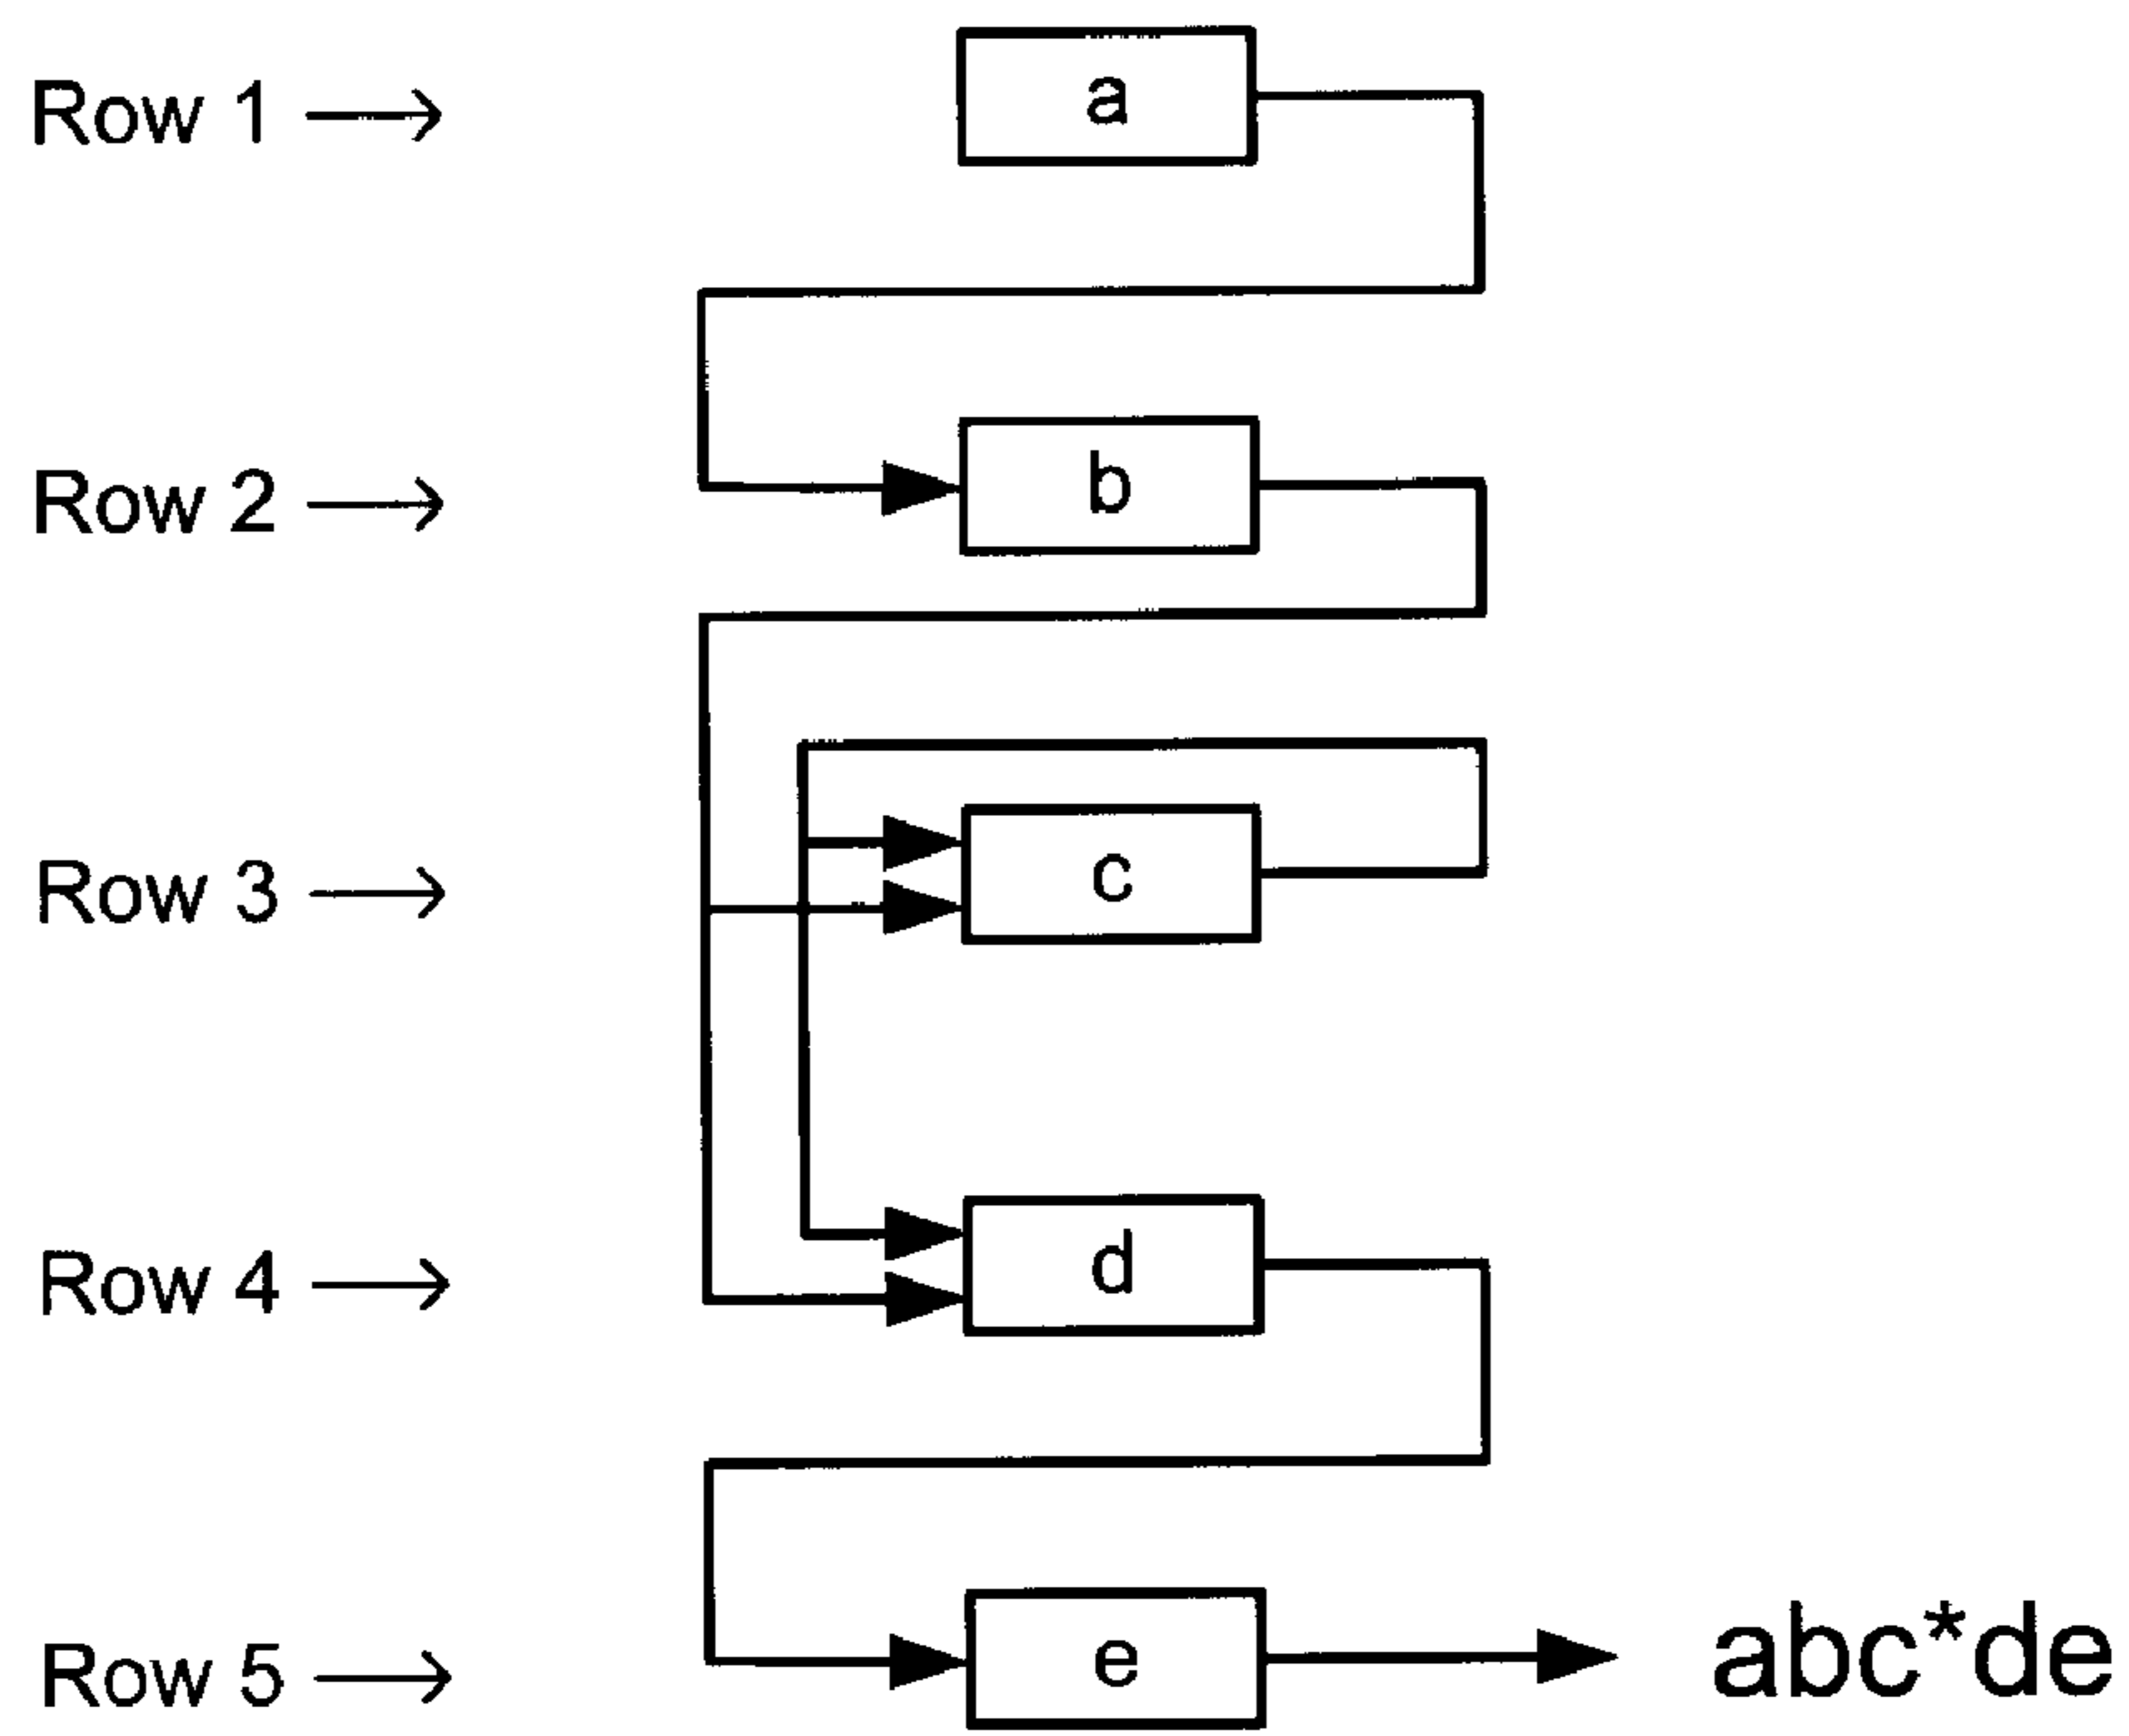 Row 1 → a
Row 2 → b
Row 3 → c
Row 4 → d
Row 5 → e abc*de